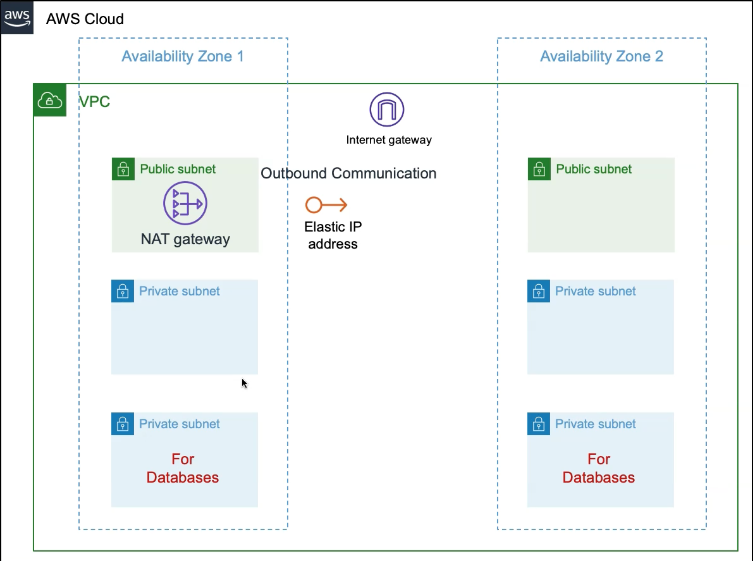 aws
AWS Cloud
Availability Zone 1
Availability Zone 2
VPC
Internet gateway
Public subnet
Outbound Communication
Public subnet
NAT gateway
Elastic IP
address
Private subnet
Private subnet
Private subnet
For
Databases
Private subnet
For
Databases